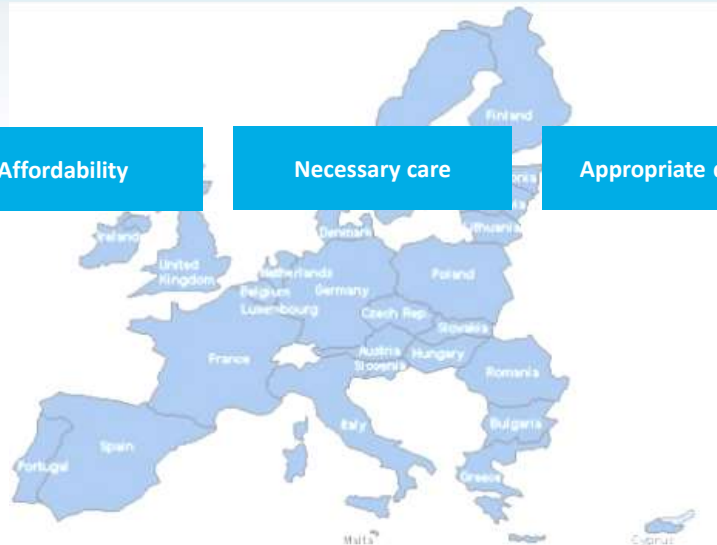 Finland
Affordability
Necessary care
Appropriate
Denmark
Ireland
United
Kingdom
Netherlands
Belgium
Germany
Poland
Luxembourg
Czech Rep.
Slovakia
France
Austria
Hungary
Slovenia
Romania
Italy
Bulgaria
Spain
Portugal
Greece
Malta
Cyprus